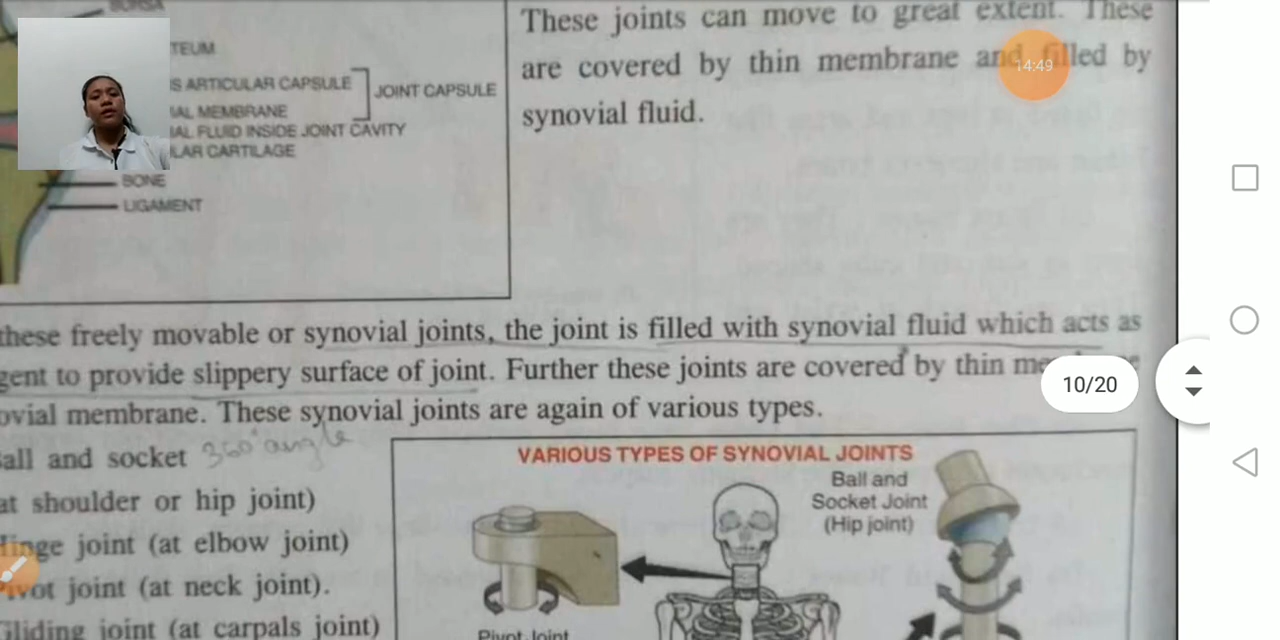 BURSA
TEUM
S ARTICULAR CAPSULE
JOINT CAPSULE
AL MEMBRANE
AL FLUID INSIDE JOINT CAVITY
LAR CARTILAGE
BONE
LIGAMENT
These joints can move to great extent. These
are covered by thin membrane and filled by
synovial fluid.
14:49
these freely movable or synovial joints, the joint is filled with synovial fluid which acts as
gent to provide slippery surface of joint. Further these joints are covered by thin
ovial membrane. These synovial joints are again of various types.
10/20
all and socket 360° angle
at shoulder or hip joint)
Hinge joint (at elbow joint)
Pivot joint (at neck joint).
Gliding joint (at carpals joint)
VARIOUS TYPES OF SYNOVIAL JOINTS
Ball and
Socket Joint
(Hip joint)
Pivot Joint